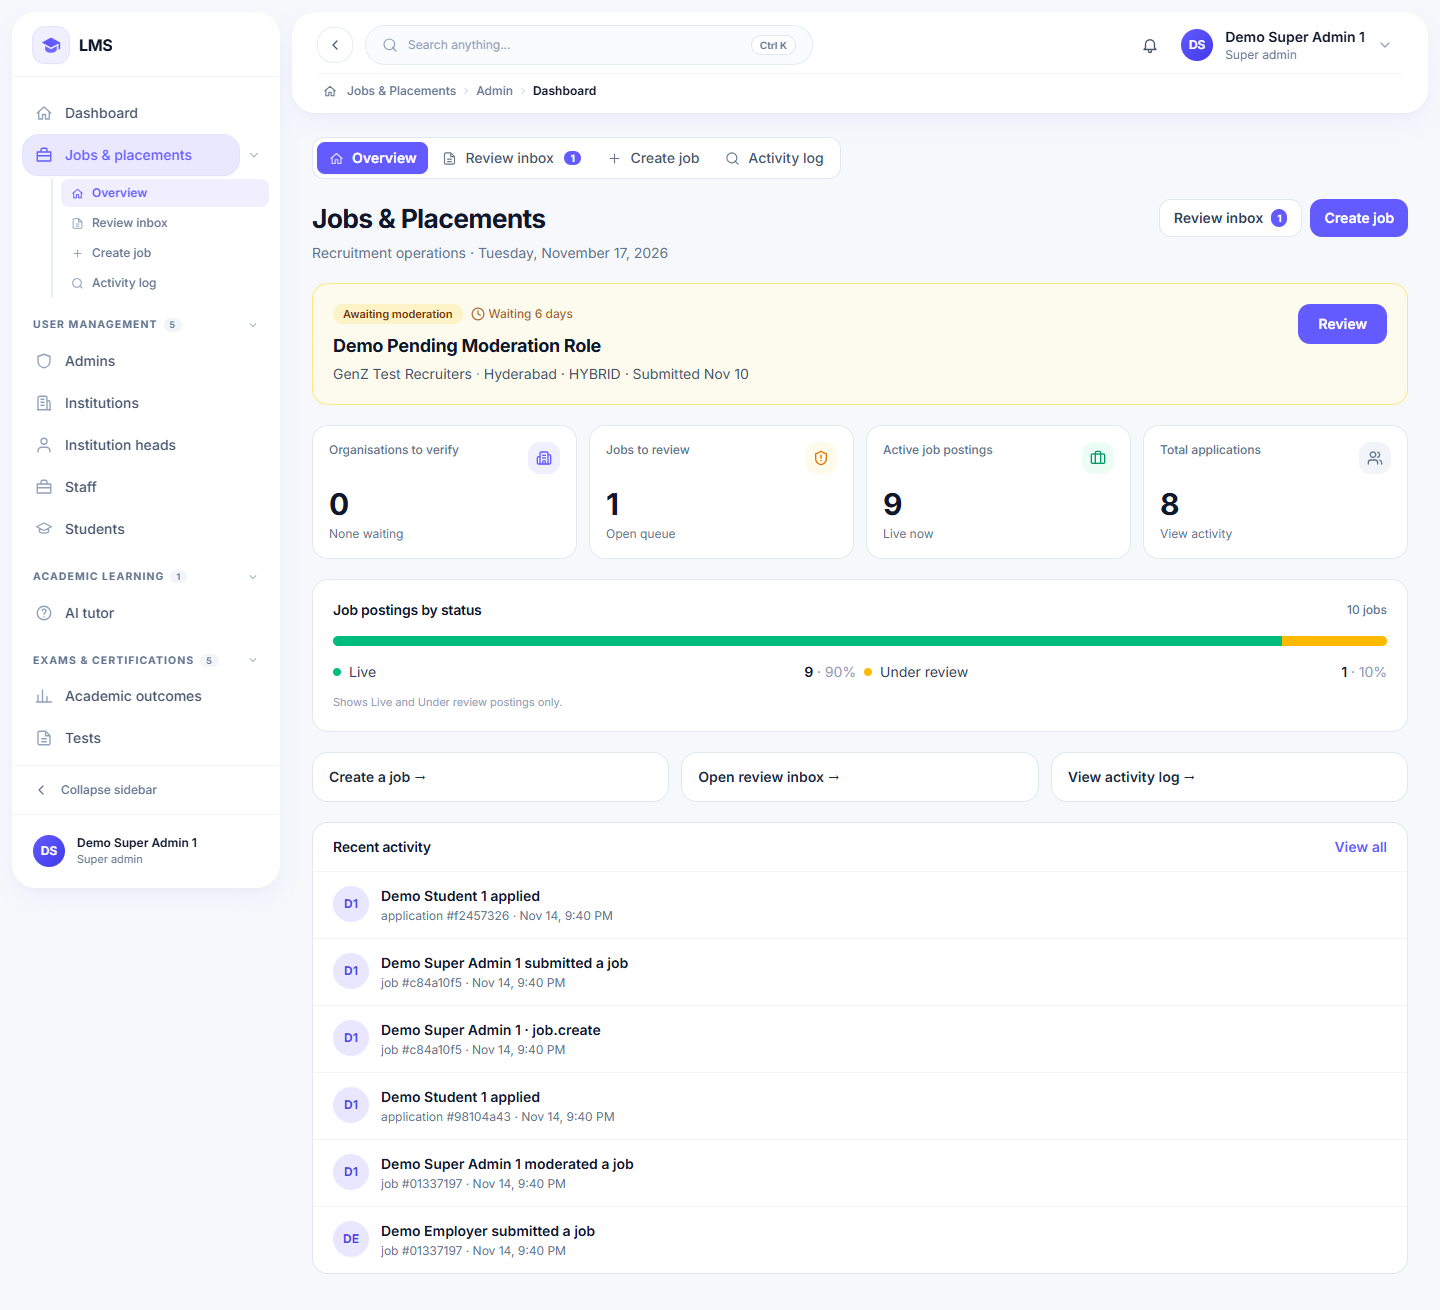 LMS
Dashboard
Jobs & placements
Overview
Review inbox
Create job
Activity log
USER MANAGEMENT 5
Admins
Institutions
Institution heads
Staff
Students
ACADEMIC LEARNING 1
AI tutor
EXAMS & CERTIFICATIONS 5
Academic outcomes
Tests
Collapse sidebar
DS
Demo Super Admin 1
Super admin
Search anything...
Ctrl K
DS
Demo Super Admin 1
Super admin
Jobs & Placements
Admin
Dashboard
Overview
Review inbox 1
Create job
Activity log
Jobs & Placements
Recruitment operations · Tuesday, November 17, 2026
Review inbox 1
Create job
Awaiting moderation
Waiting 6 days
Demo Pending Moderation Role
GenZ Test Recruiters · Hyderabad · HYBRID · Submitted Nov 10
Review
Organisations to verify
0
None waiting
Jobs to review
1
Open queue
Active job postings
9
Live now
Total applications
8
View activity
Job postings by status
10 jobs
Live
9 · 90%
Under review
1 · 10%
Shows Live and Under review postings only.
Create a job →
Open review inbox →
View activity log →
Recent activity
View all
D1
Demo Student 1 applied
application #f2457326 · Nov 14, 9:40 PM
D1
Demo Super Admin 1 submitted a job
job #c84a10f5 · Nov 14, 9:40 PM
D1
Demo Super Admin 1 · job.create
job #c84a10f5 · Nov 14, 9:40 PM
D1
Demo Student 1 applied
application #98104a43 · Nov 14, 9:40 PM
D1
Demo Super Admin 1 moderated a job
job #01337197 · Nov 14, 9:40 PM
DE
Demo Employer submitted a job
job #01337197 · Nov 14, 9:40 PM